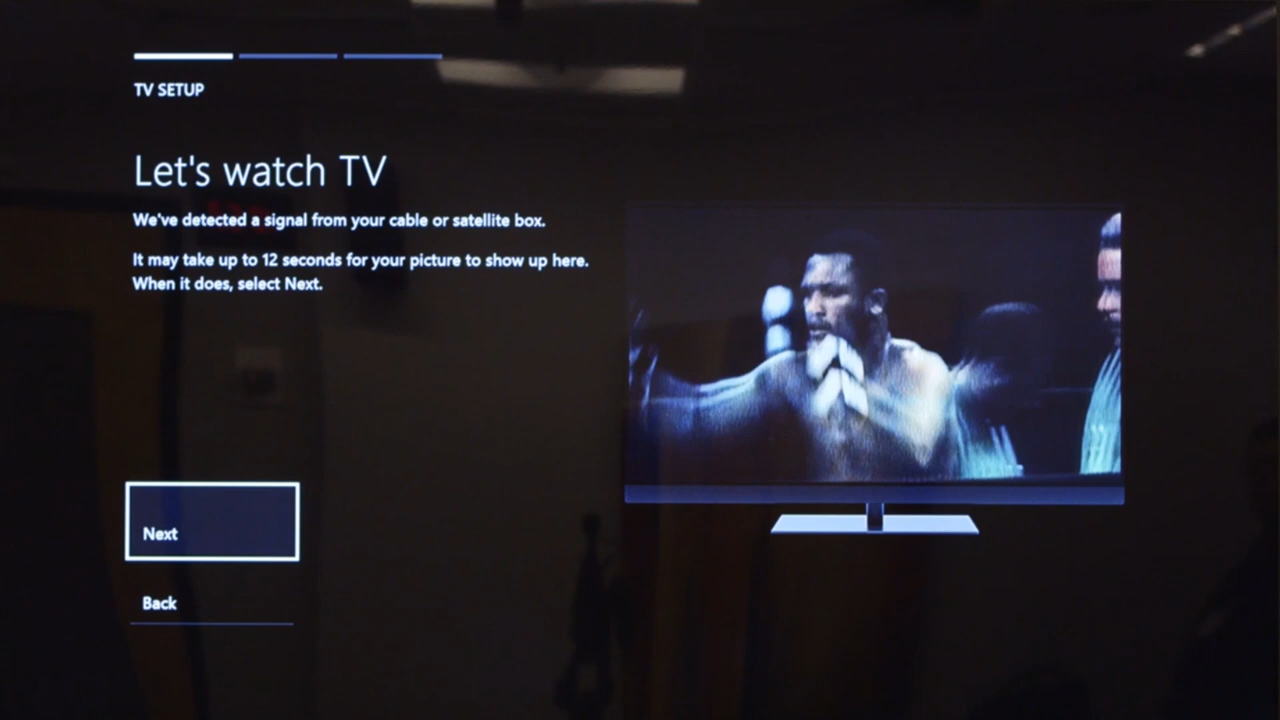 TV SETUP
Let's watch TV
We've detected a signal from your cable or satellite box.
It may take up to 12 seconds for your picture to show up here.
When it does, select Next.
Next
Back